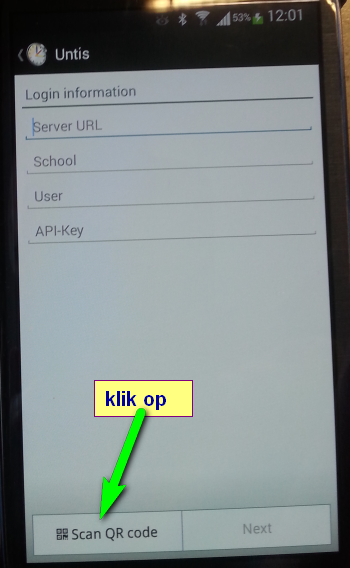 53% 12:01
Untis
Login information
Server URL
School
User
API-Key
klik op
Scan QR code
Next